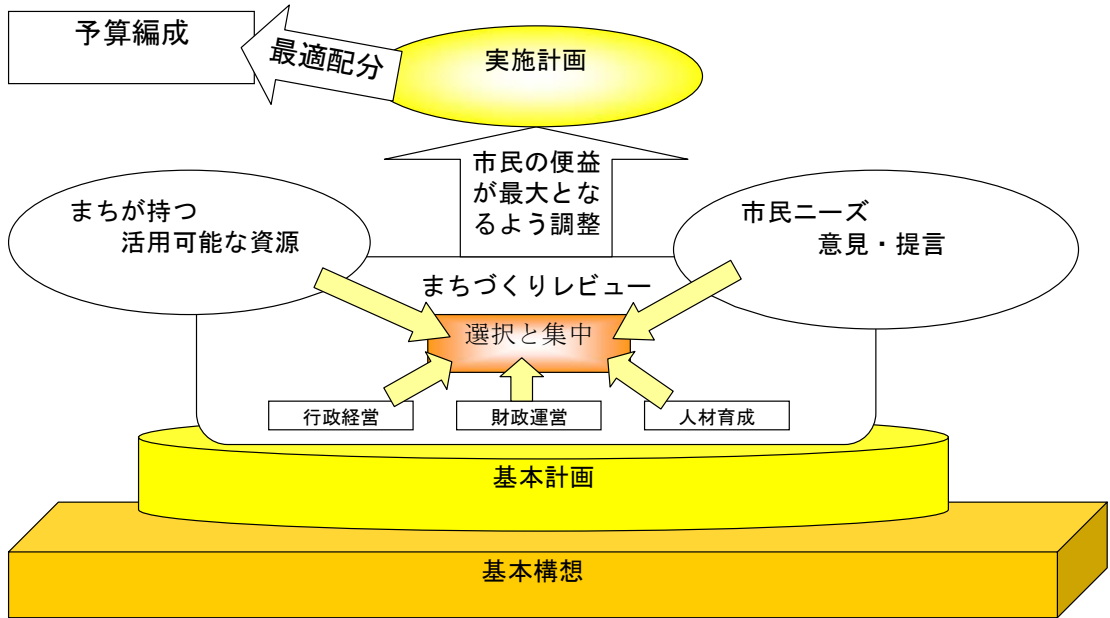 予算編成
最適配分
実施計画
市民の便益
が最大とな
るよう調整
まちが持つ
活用可能な資源
市民ニーズ
意見・提言
まちづくりレビュー
選択と集中
行政経営
財政運営
人材育成
基本計画
基本構想